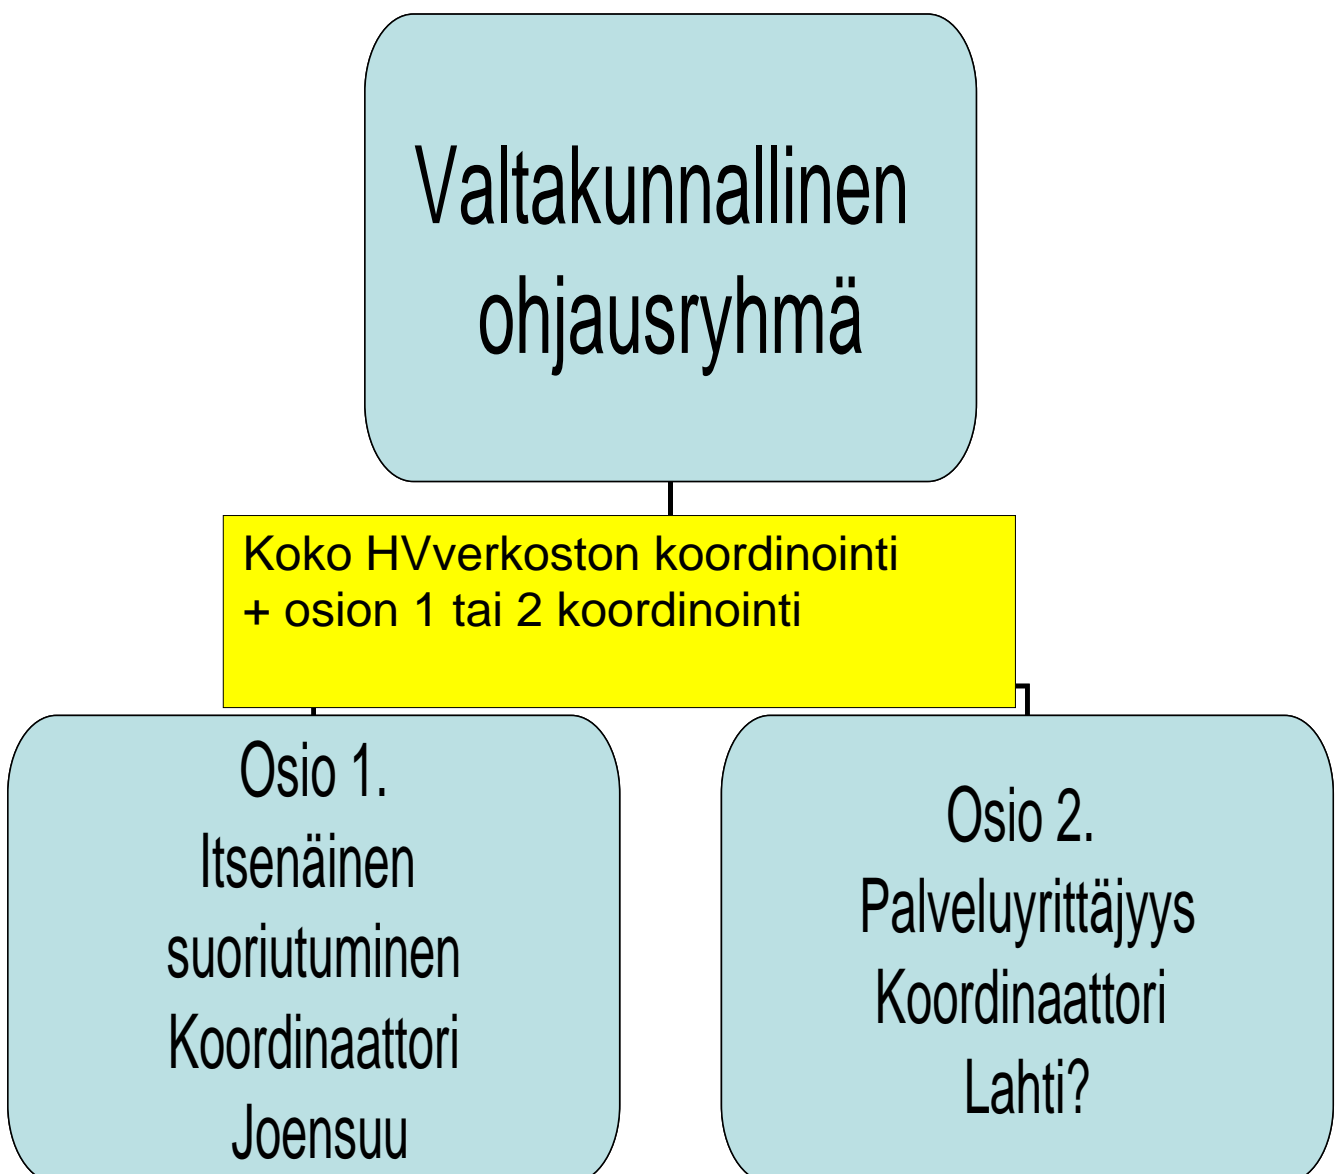 Valtakunnallinen
ohjausryhmä
Koko HVverkoston koordinointi
+ osion 1 tai 2 koordinointi
Osio 1.
Itsenäinen
suoriutuminen
Koordinaattori
Joensuu
Osio 2.
Palveluyrittäjyys
Koordinaattori
Lahti?